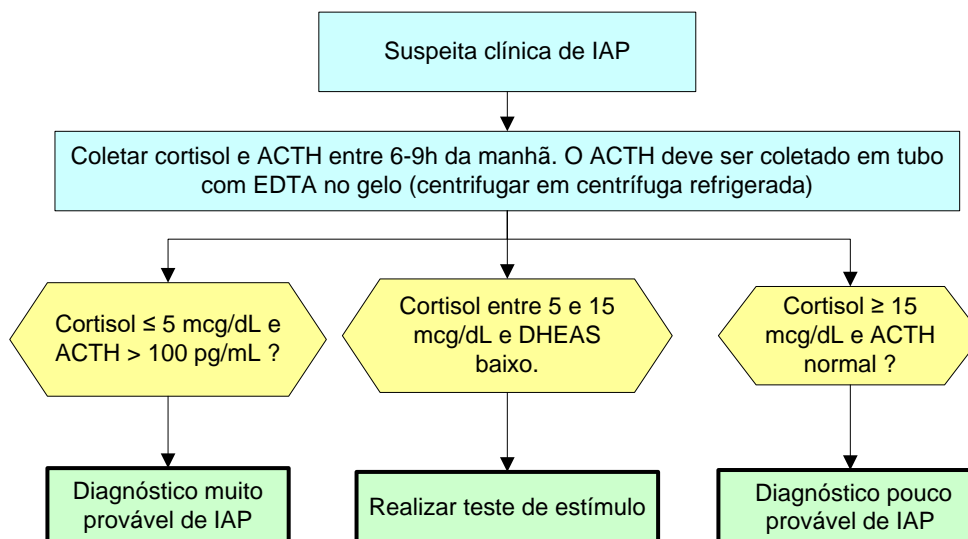 Suspeita clínica de IAP
Coletar cortisol e ACTH entre 6-9h da manhã. O ACTH deve ser coletado em tubo
com EDTA no gelo (centrifugar em centrífuga refrigerada)
Cortisol ≤ 5 mcg/dL e
ACTH > 100 pg/mL ?
Cortisol entre 5 e 15
mcg/dL e DHEAS
baixo.
Cortisol ≥ 15
mcg/dL e ACTH
normal ?
Diagnóstico muito
provável de IAP
Realizar teste de estímulo
Diagnóstico pouco
provável de IAP